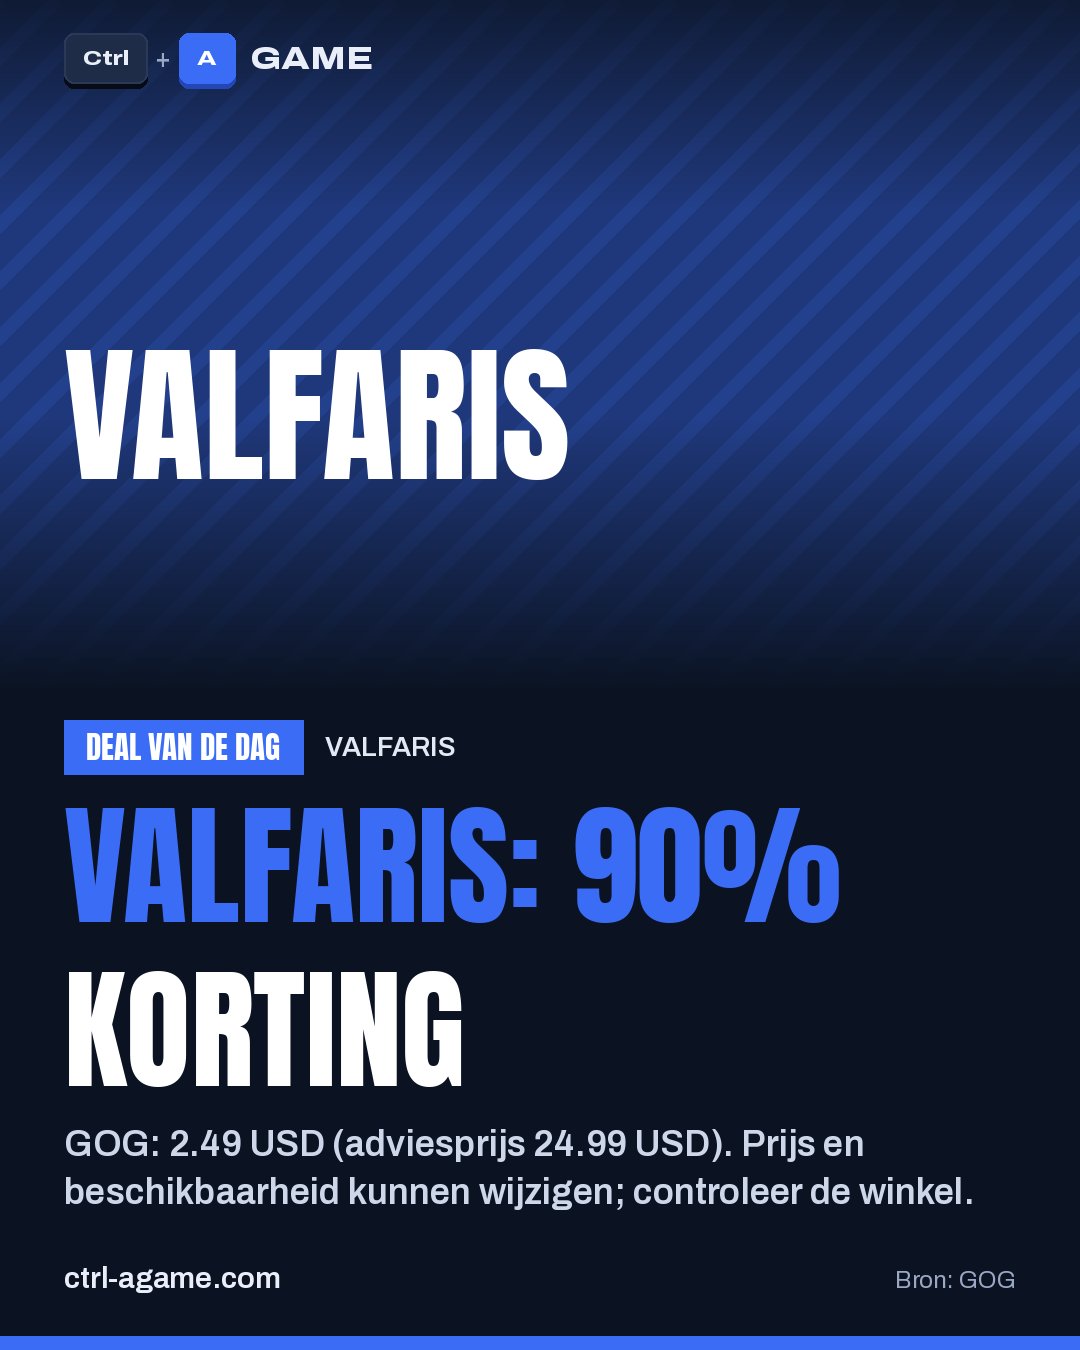 Ctrl + A GAME
VALFARIS
DEAL VAN DE DAG VALFARIS
VALFARIS: 90%
KORTING
GOG: 2.49 USD (adviesprijs 24.99 USD). Prijs en
beschikbaarheid kunnen wijzigen; controleer de winkel.
ctrl-agame.com Bron: GOG